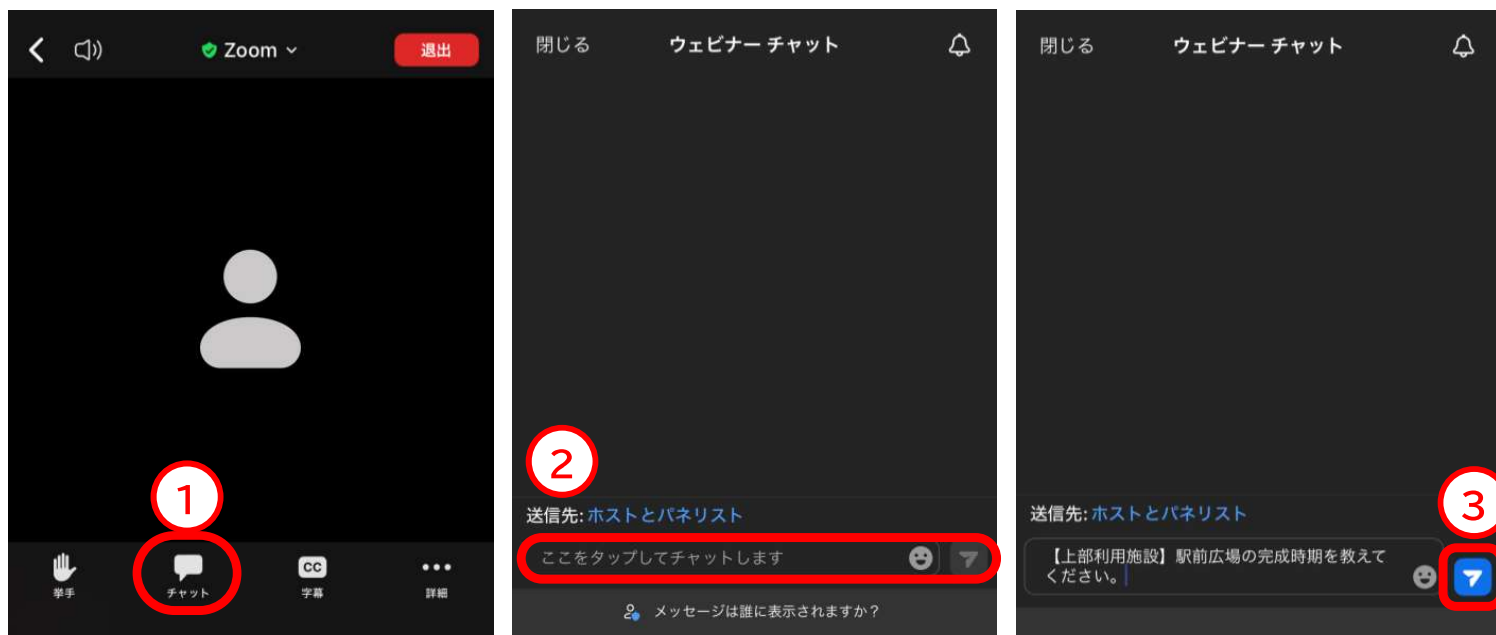 Zoom
退出
1
挙手
チャット
CC
字幕
詳細
閉じる
ウェビナー チャット
2
送信先: ホストとパネリスト
ここをタップしてチャットします
メッセージは誰に表示されますか？
閉じる
ウェビナー チャット
3
送信先: ホストとパネリスト
【上部利用施設】駅前広場の完成時期を教えて
ください。